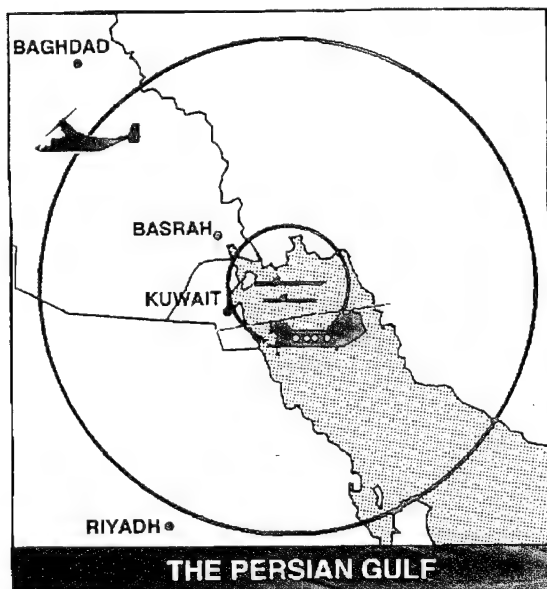 BAGHDAD
BASRAH
KUWAIT
RIYADH
THE PERSIAN GULF